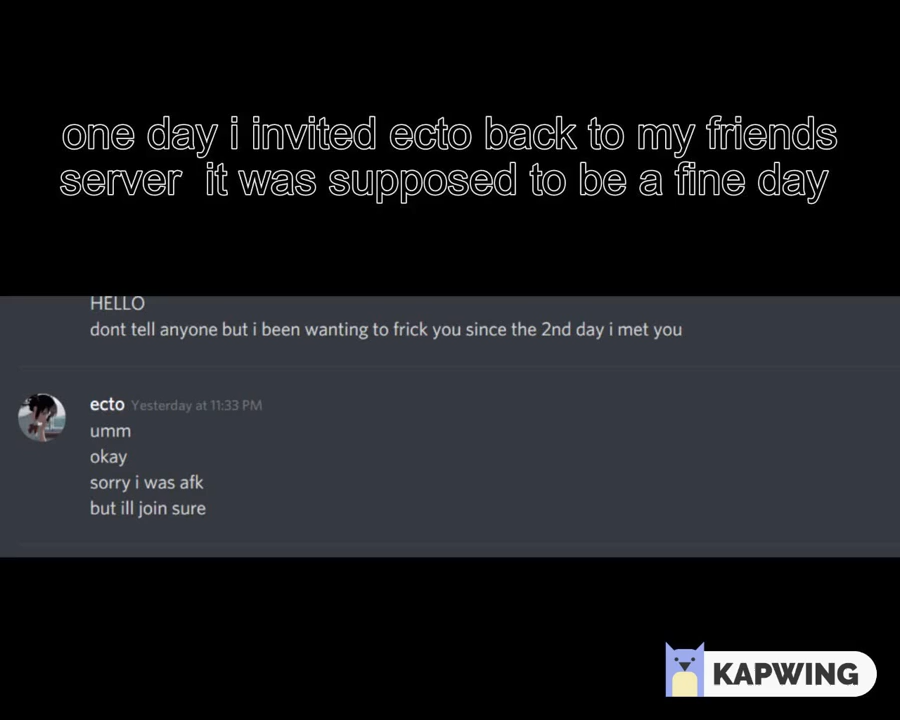 one day i invited ecto back to my friends
server it was supposed to be a fine day
HELLO
dont tell anyone but i been wanting to frick you since the 2nd day i met you
ecto Yesterday at 11:33 PM
umm
okay
sorry i was afk
but ill join sure
KAPWING